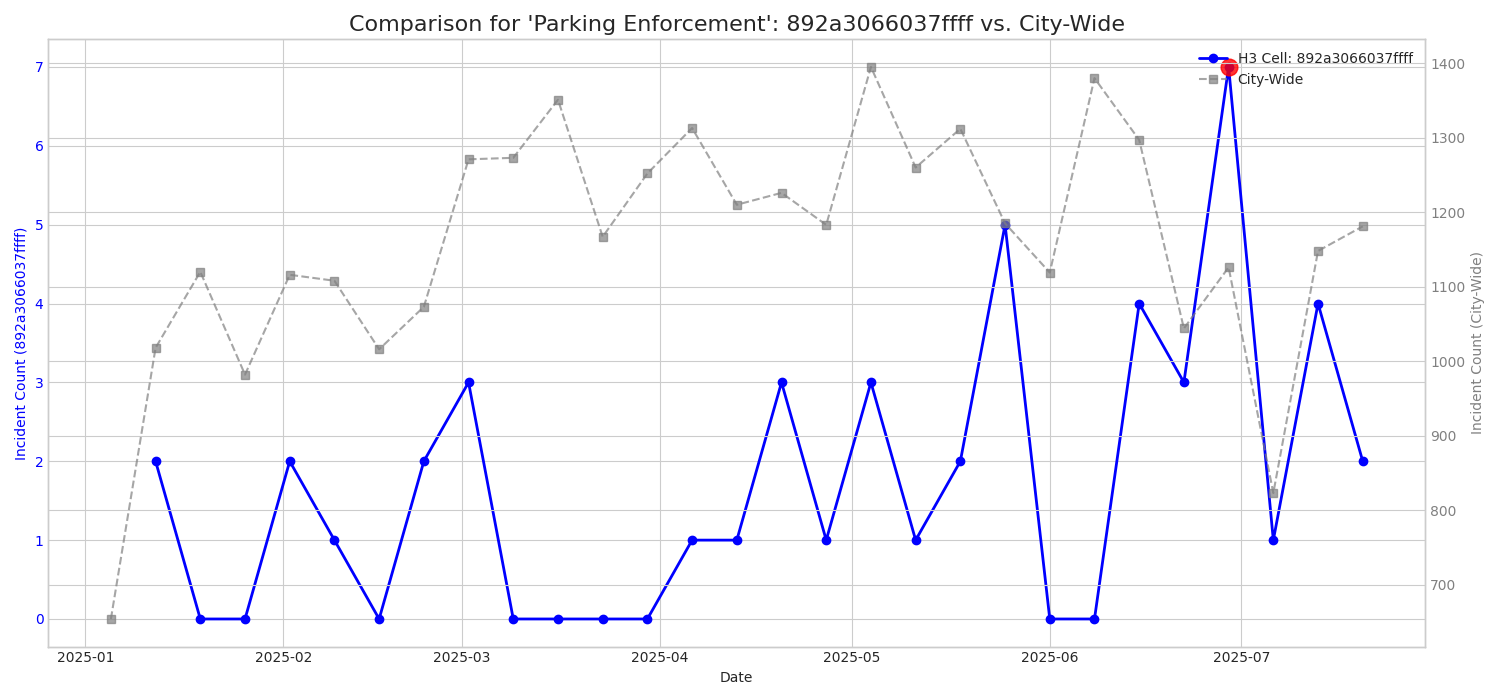 Comparison for 'Parking Enforcement': 892a3066037ffff vs. City-Wide
H3 Cell: 892a3066037ffff
City-Wide
Incident Count (892a3066037ffff)
7
6
5
4
3
2
1
0
1400
1300
1200
1100
1000
900
800
700
Incident Count (City-Wide)
2025-01 2025-02 2025-03 2025-04 2025-05 2025-06 2025-07
Date